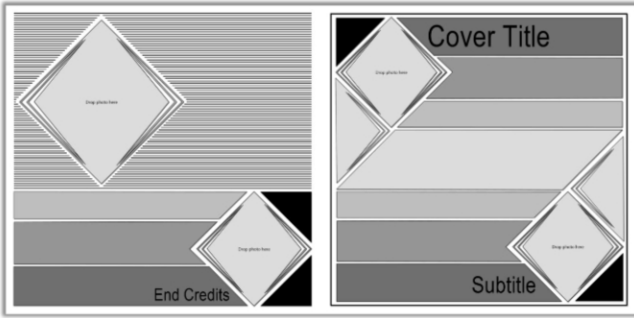 Drop photo here
Drop photo here
End Credits
Cover Title
Drop photo here
Drop photo here
Subtitle